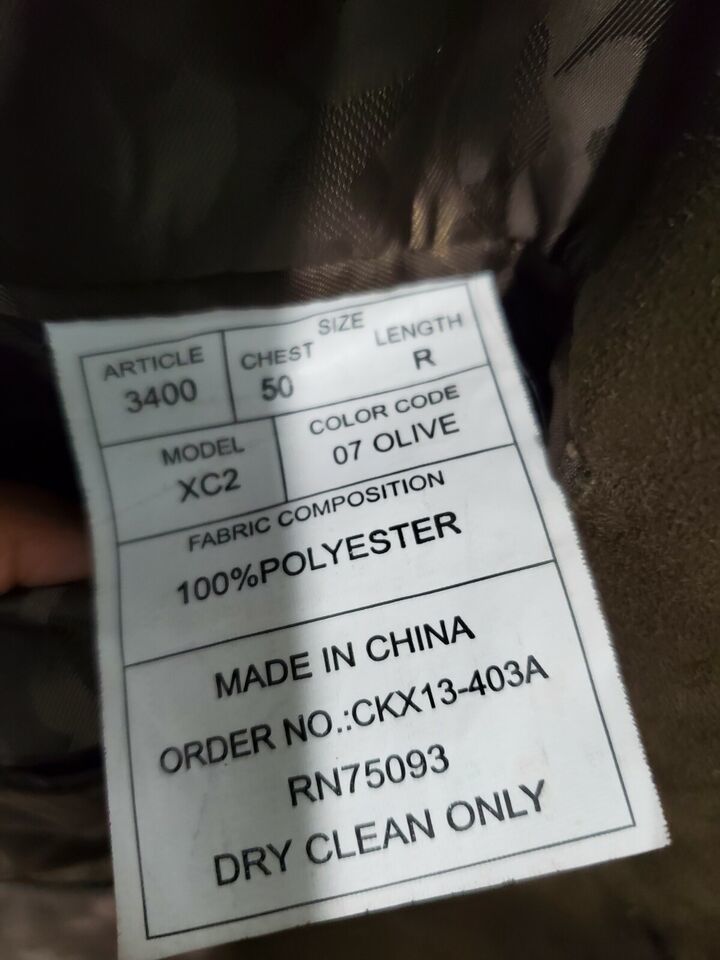 ARTICLE
3400
SIZE
CHEST LENGTH
50 R
MODEL
XC2
COLOR CODE
07 OLIVE
FABRIC COMPOSITION
100%POLYESTER
MADE IN CHINA
ORDER NO.:CKX13-403A
RN75093
DRY CLEAN ONLY